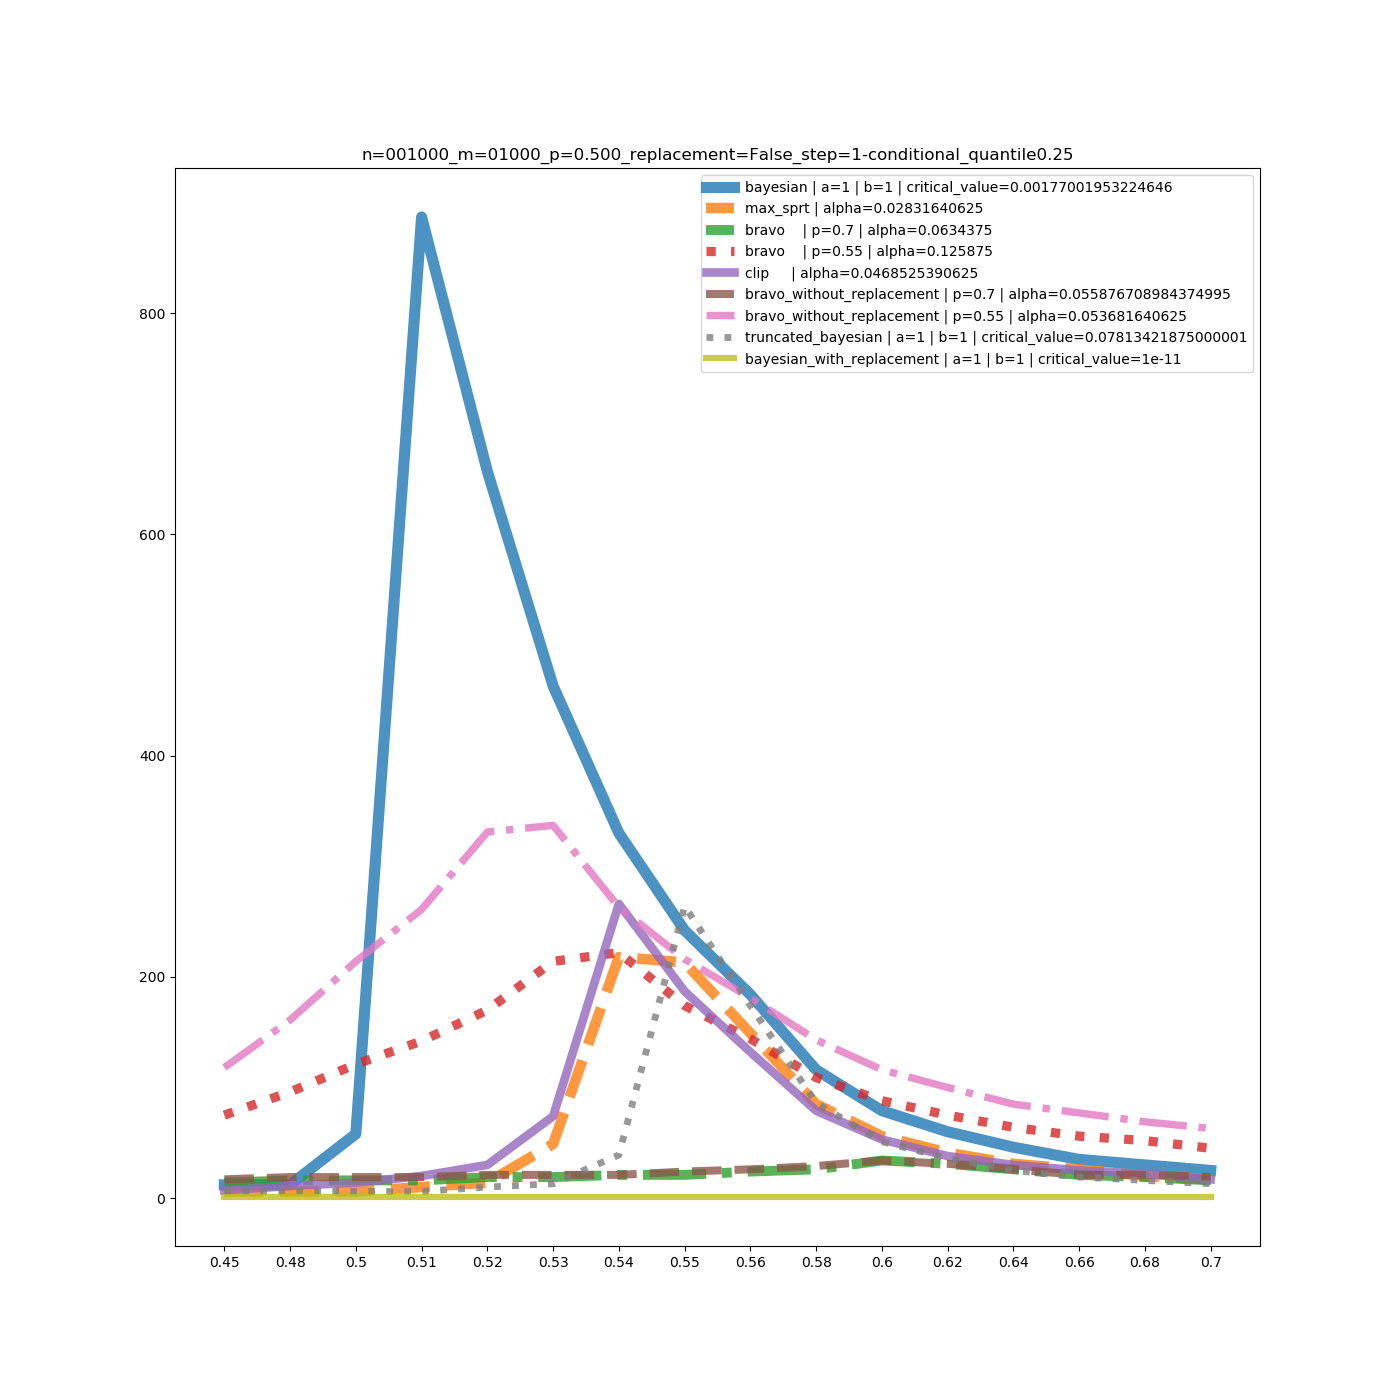 n=001000_m=01000_p=0.500_replacement=False_step=1-conditional_quantile0.25
bayesian | a=1 | b=1 | critical_value=0.00177001953224646
max_sprt | alpha=0.02831640625
bravo    | p=0.7 | alpha=0.0634375
bravo    | p=0.55 | alpha=0.125875
clip     | alpha=0.0468525390625
bravo_without_replacement | p=0.7 | alpha=0.055876708984374995
bravo_without_replacement | p=0.55 | alpha=0.053681640625
truncated_bayesian | a=1 | b=1 | critical_value=0.07813421875000001
bayesian_with_replacement | a=1 | b=1 | critical_value=1e-11
800
600
400
200
0
0.45 0.48 0.5 0.51 0.52 0.53 0.54 0.55 0.56 0.58 0.6 0.62 0.64 0.66 0.68 0.7